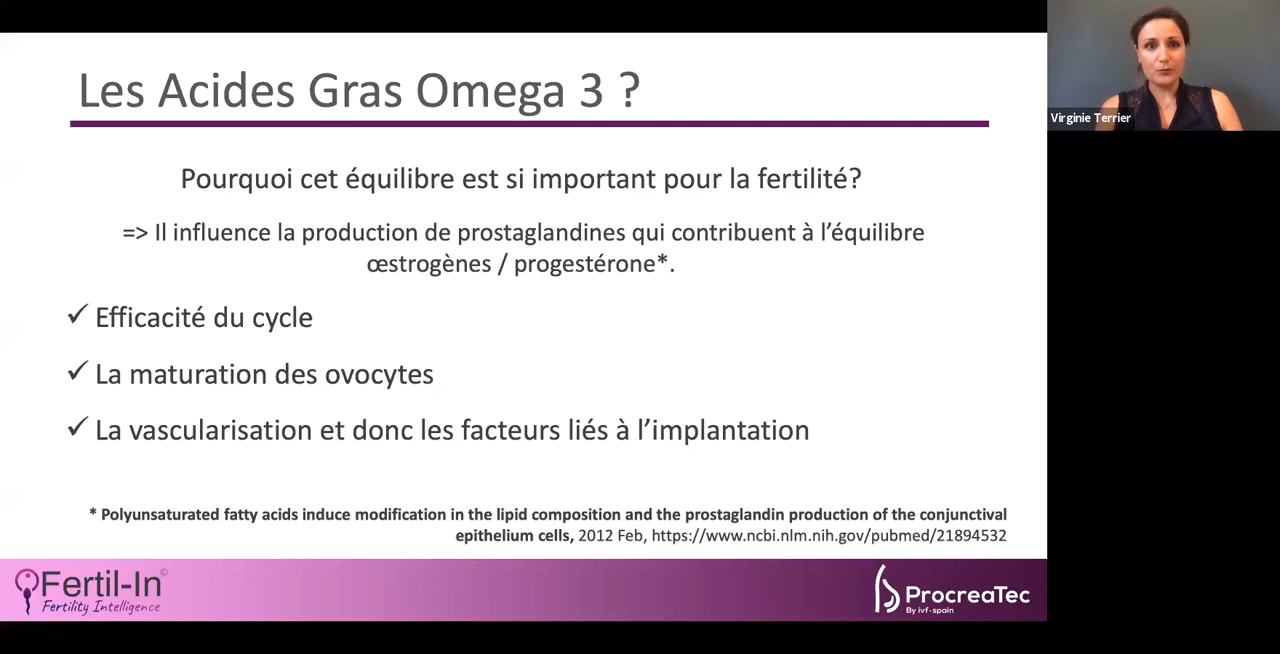 Les Acides Gras Omega 3 ?
Virginie Terrier
Pourquoi cet équilibre est si important pour la fertilité?
=> Il influence la production de prostaglandines qui contribuent à l’équilibre
œstrogènes / progestérone*.
✓ Efficacité du cycle
✓ La maturation des ovocytes
✓ La vascularisation et donc les facteurs liés à l’implantation
* Polyunsaturated fatty acids induce modification in the lipid composition and the prostaglandin production of the conjunctival
epithelium cells, 2012 Feb, https://www.ncbi.nlm.nih.gov/pubmed/21894532
Fertil-In©
Fertility Intelligence
ProcreaTec
By ivf-spain